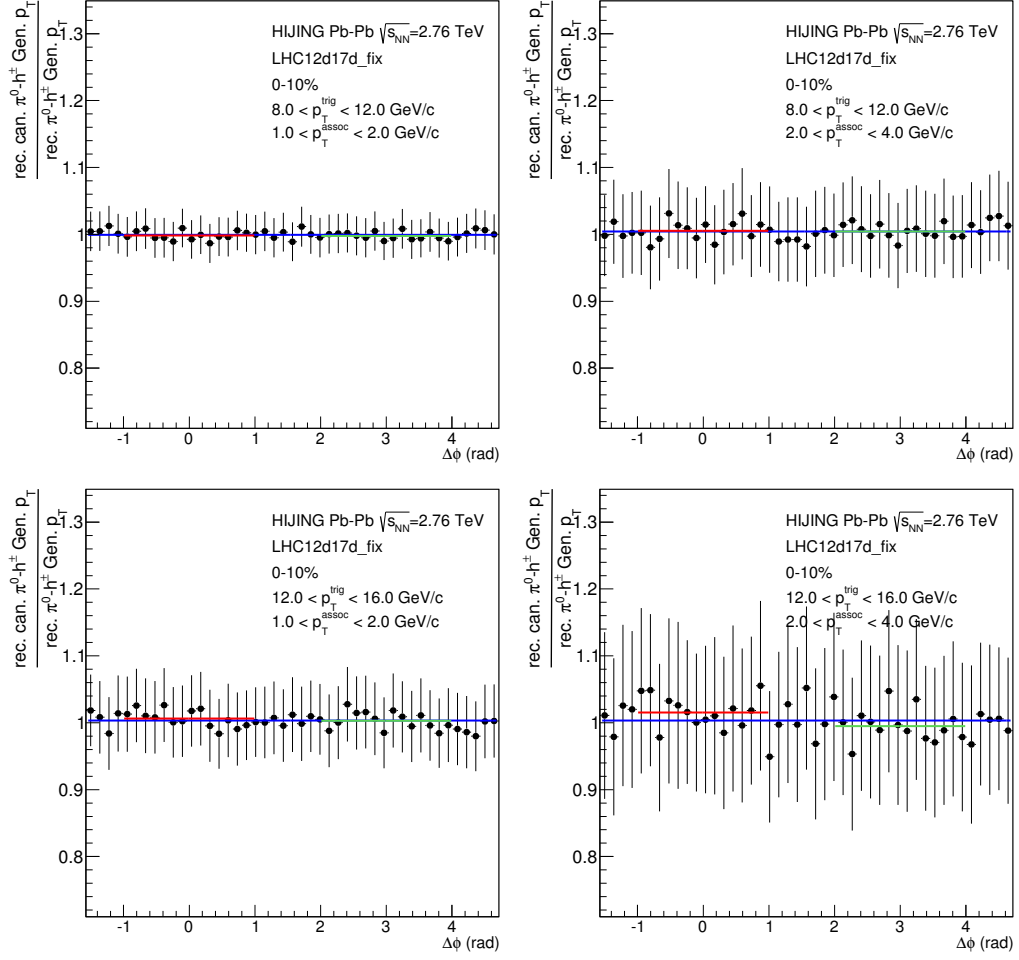 rec. can. π⁰-h± Gen. p_T
rec. π⁰-h± Gen. p_T
1.3
1.2
1.1
1
0.9
0.8
HIJING Pb-Pb √s_NN=2.76 TeV
LHC12d17d_fix
0-10%
8.0 < p_T^trig < 12.0 GeV/c
1.0 < p_T^assoc < 2.0 GeV/c
-1 0 1 2 3 4
Δϕ (rad)
rec. can. π⁰-h± Gen. p_T
rec. π⁰-h± Gen. p_T
1.3
1.2
1.1
1
0.9
0.8
HIJING Pb-Pb √s_NN=2.76 TeV
LHC12d17d_fix
0-10%
8.0 < p_T^trig < 12.0 GeV/c
2.0 < p_T^assoc < 4.0 GeV/c
-1 0 1 2 3 4
Δϕ (rad)
rec. can. π⁰-h± Gen. p_T
rec. π⁰-h± Gen. p_T
1.3
1.2
1.1
1
0.9
0.8
HIJING Pb-Pb √s_NN=2.76 TeV
LHC12d17d_fix
0-10%
12.0 < p_T^trig < 16.0 GeV/c
1.0 < p_T^assoc < 2.0 GeV/c
-1 0 1 2 3 4
Δϕ (rad)
rec. can. π⁰-h± Gen. p_T
rec. π⁰-h± Gen. p_T
1.3
1.2
1.1
1
0.9
0.8
HIJING Pb-Pb √s_NN=2.76 TeV
LHC12d17d_fix
0-10%
12.0 < p_T^trig < 16.0 GeV/c
2.0 < p_T^assoc < 4.0 GeV/c
-1 0 1 2 3 4
Δϕ (rad)